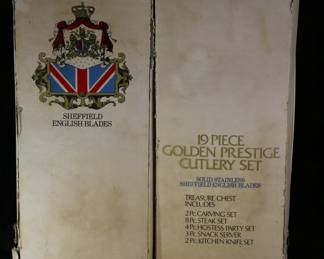 SHEFFIELD
ENGLISH BLADES
19 PIECE
GOLDEN PRESTIGE
CUTLERY SET
SOLID STAINLESS
SHEFFIELD ENGLISH BLADES
TREASURE CHEST
INCLUDES
2 Pc. CARVING SET
8 Pc. STEAK SET
4 Pc. HOSTESS PARTY SET
3 Pc. SNACK SERVER
2 Pc. KITCHEN KNIFE SET